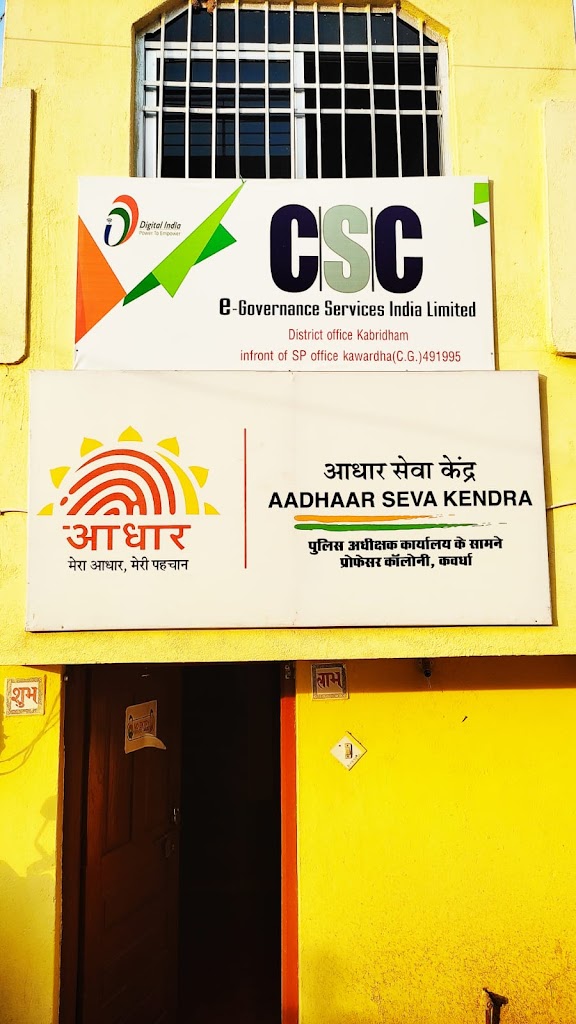 Digital India
Power To Empower
CSC
e-Governance Services India Limited
District office Kabridham
infront of SP office kawardha(C.G.)491995
आधार
मेरा आधार, मेरी पहचान
आधार सेवा केंद्र
AADHAAR SEVA KENDRA
पुलिस अधीक्षक कार्यालय के सामने
प्रोफेसर कॉलोनी, कवर्धा
शुभ
लाभ